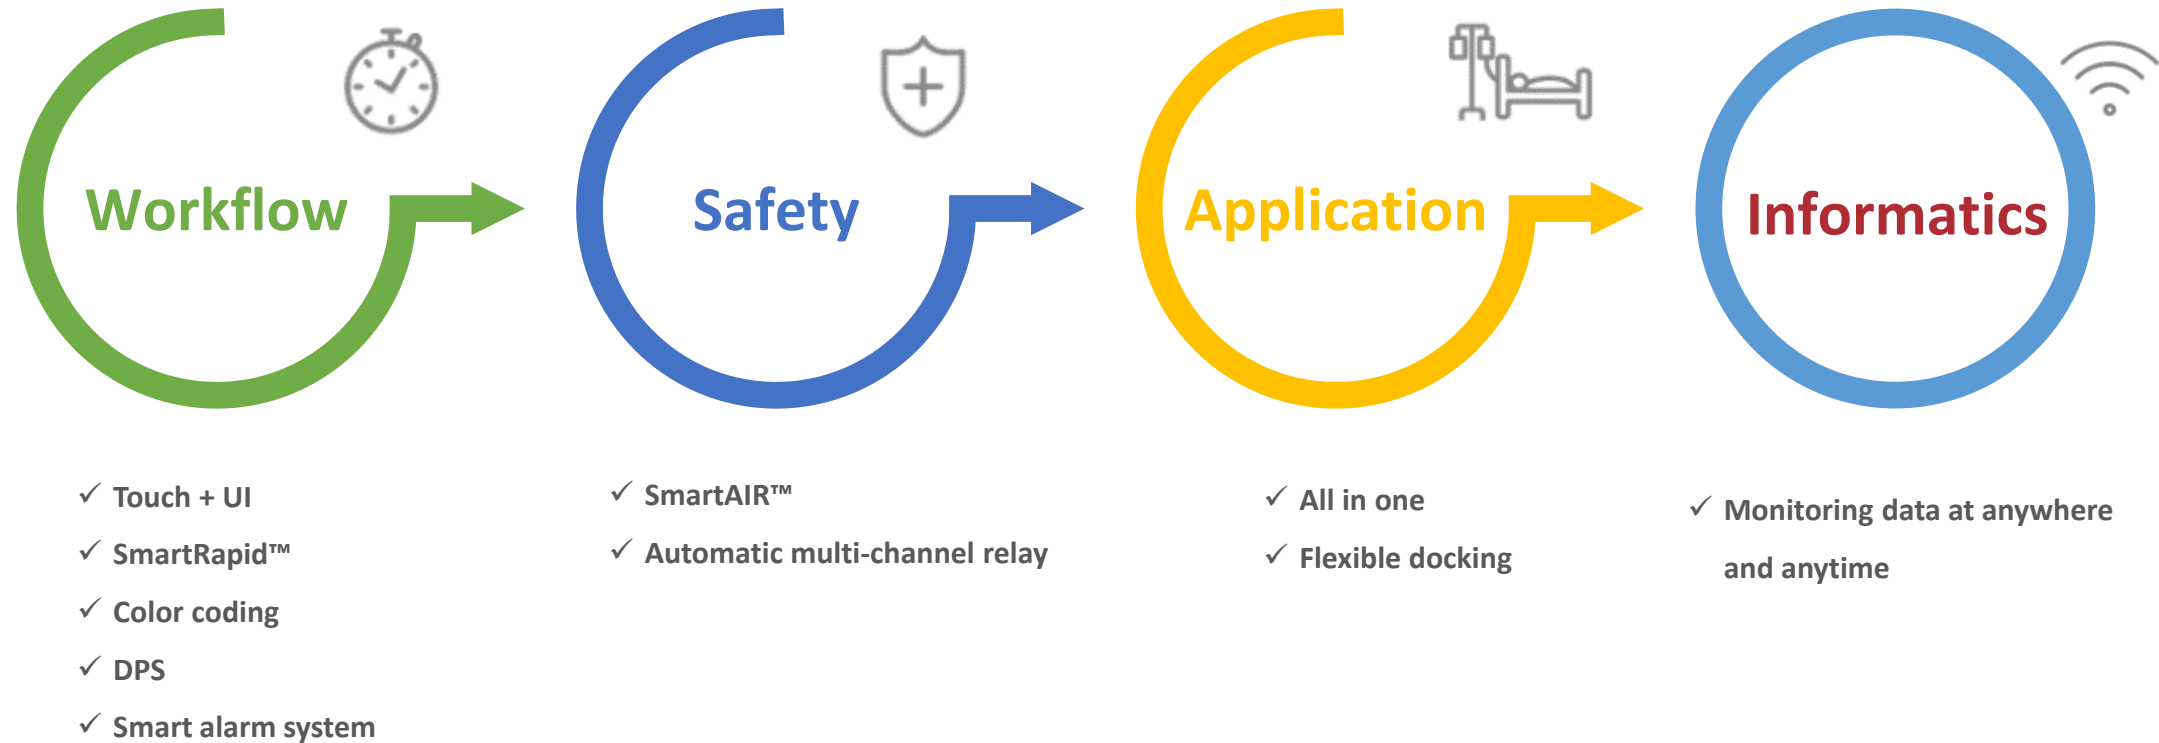 Workflow
Safety
Application
Informatics
✓ Touch + UI
✓ SmartRapid™
✓ Color coding
✓ DPS
✓ Smart alarm system
✓ SmartAIR™
✓ Automatic multi-channel relay
✓ All in one
✓ Flexible docking
✓ Monitoring data at anywhere
and anytime